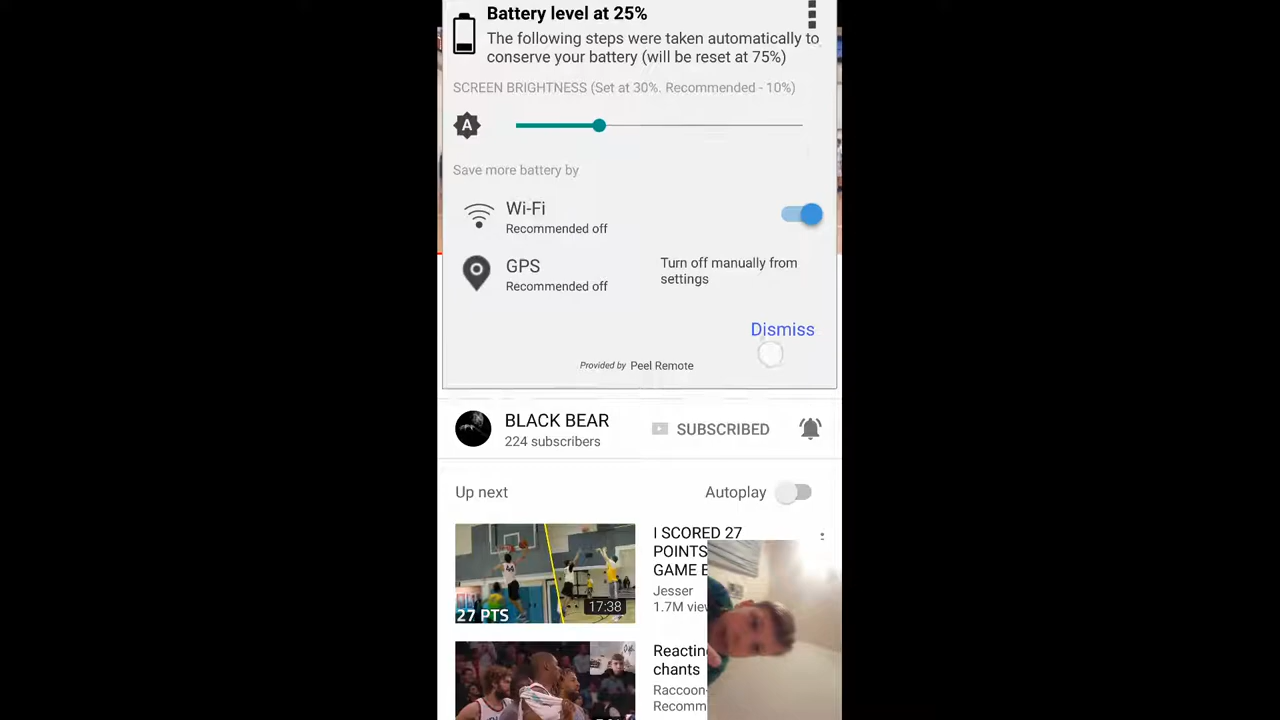 Battery level at 25%
The following steps were taken automatically to
conserve your battery (will be reset at 75%)
SCREEN BRIGHTNESS (Set at 30%. Recommended - 10%)
A
Save more battery by
Wi-Fi
Recommended off
GPS
Recommended off
Turn off manually from
settings
Dismiss
Provided by Peel Remote
BLACK BEAR
224 subscribers
SUBSCRIBED
Up next
Autoplay
I SCORED 27
POINTS
GAME
Jesser
1.7M
44
27 PTS
17:38
chants